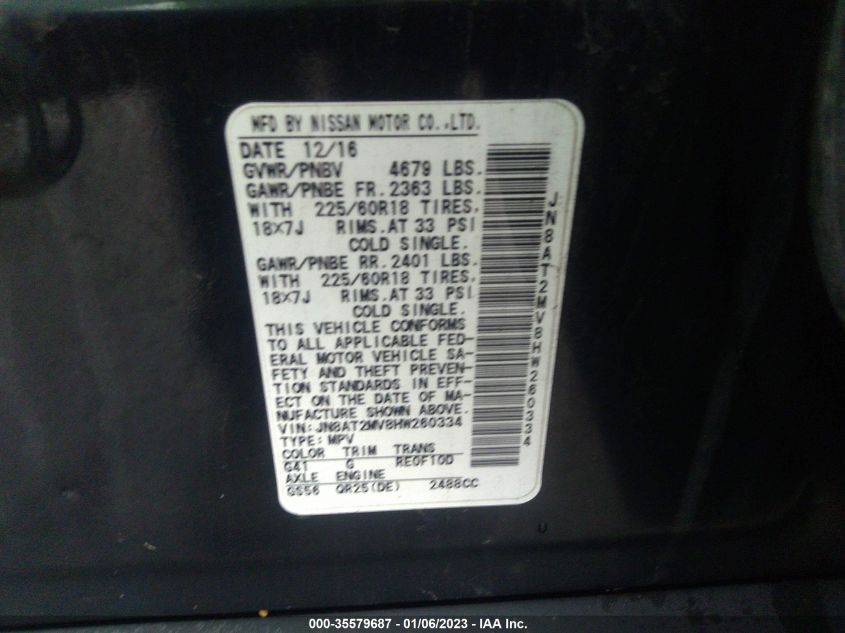 MFD BY NISSAN MOTOR CO.,LTD.
DATE 12/16
GVWR/PNBV 4679 LBS.
GAWR/PNBE FR. 2363 LBS.
WITH 225/60R18 TIRES.
18X7J RIMS. AT 33 PSI
COLD SINGLE.
GAWR/PNBE RR. 2401 LBS.
WITH 225/60R18 TIRES.
18X7J RIMS. AT 33 PSI
COLD SINGLE.
THIS VEHICLE CONFORMS
TO ALL APPLICABLE FED-
ERAL MOTOR VEHICLE SA-
FETY AND THEFT PREVEN-
TION STANDARDS IN EFF-
ECT ON THE DATE OF MA-
NUFACTURE SHOWN ABOVE.
VIN: JN8AT2MV8HW260334
TYPE: MPV
COLOR TRIM TRANS
G41 G RE0F10D
AXLE ENGINE
GS56 QR25(DE) 2488CC
JN8AT2MV8HW260334
U
000-35579687 - 01/06/2023 - IAA Inc.